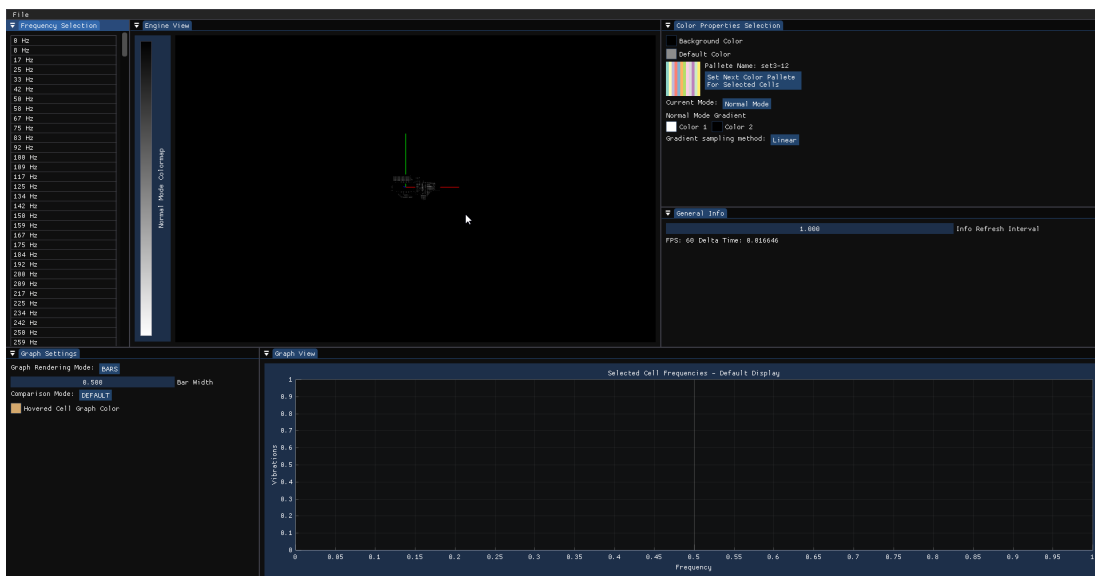 File
Frequency Selection
0 Hz
8 Hz
17 Hz
25 Hz
33 Hz
42 Hz
50 Hz
58 Hz
67 Hz
75 Hz
83 Hz
92 Hz
100 Hz
109 Hz
117 Hz
125 Hz
134 Hz
142 Hz
150 Hz
159 Hz
167 Hz
175 Hz
184 Hz
192 Hz
200 Hz
209 Hz
217 Hz
225 Hz
234 Hz
242 Hz
250 Hz
259 Hz
Engine View
Normal Mode Colormap
Color Properties Selection
Background Color
Default Color
Pallete Name: set3-12
Set Next Color Pallete
For Selected Cells
Current Mode: Normal Mode
Normal Mode Gradient
Color 1 Color 2
Gradient sampling method: Linear
General Info
1.000 Info Refresh Interval
FPS: 60 Delta Time: 0.016646
Graph Settings
Graph Rendering Mode: BARS
0.500 Bar Width
Comparison Mode: DEFAULT
Hovered Cell Graph Color
Graph View
Selected Cell Frequencies - Default Display
Vibrations
1
0.9
0.8
0.7
0.6
0.5
0.4
0.3
0.2
0.1
0
0 0.05 0.1 0.15 0.2 0.25 0.3 0.35 0.4 0.45 0.5 0.55 0.6 0.65 0.7 0.75 0.8 0.85 0.9 0.95 1
Frequency